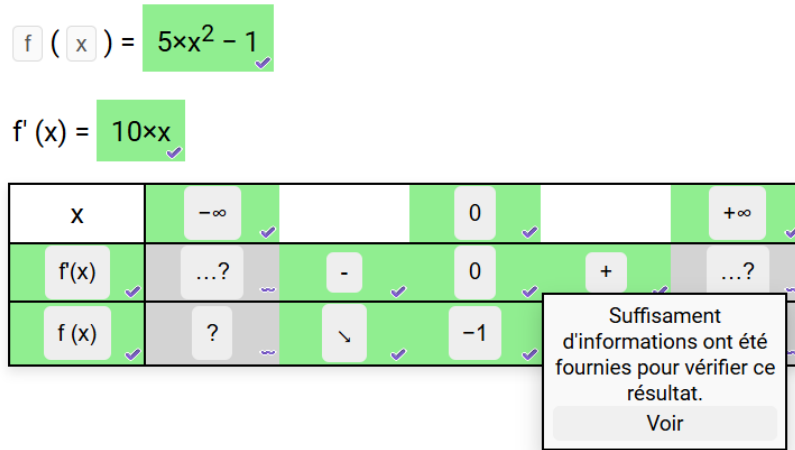 f ( x ) = 5×x² − 1
f' (x) = 10×x
x −∞ 0 +∞
f'(x) ...? - 0 + ...?
f (x) ? ↘ −1
Suffisament
d'informations ont été
fournies pour vérifier ce
résultat.
Voir